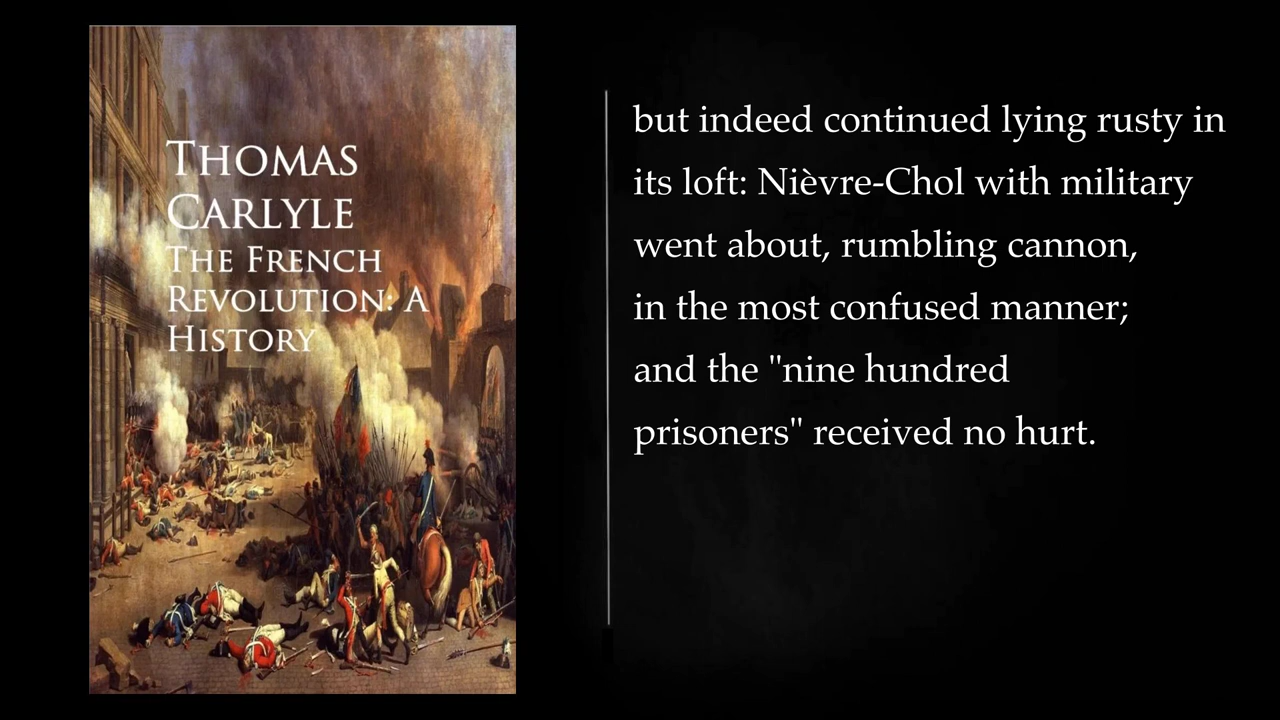 THOMAS
CARLYLE
THE FRENCH
REVOLUTION: A
HISTORY
but indeed continued lying rusty in
its loft: Nièvre-Chol with military
went about, rumbling cannon,
in the most confused manner;
and the "nine hundred
prisoners" received no hurt.